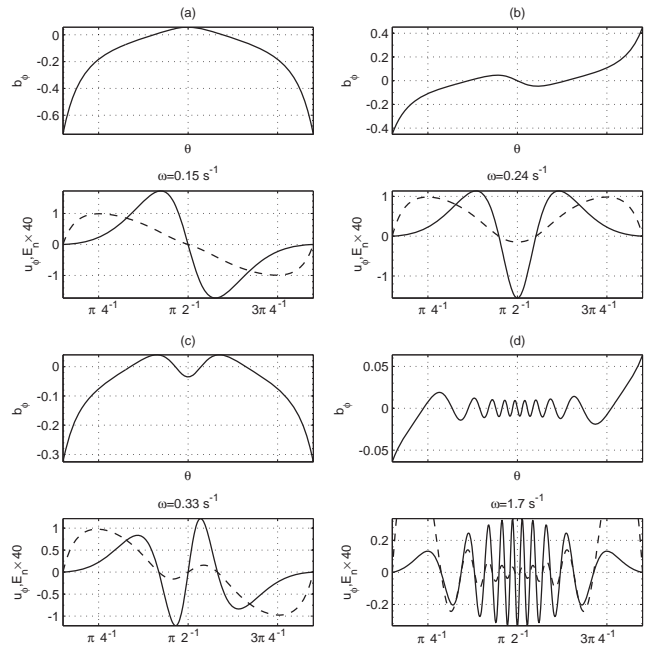 (a)
0
-0.2
-0.4
-0.6
b_ϕ
θ
ω=0.15 s^-1
1
0
-1
u_ϕ,E_n × 40
π 4^-1
π 2^-1
3π 4^-1
(b)
0.4
0.2
0
-0.2
-0.4
b_ϕ
θ
ω=0.24 s^-1
1
0
-1
u_ϕ,E_n × 40
π 4^-1
π 2^-1
3π 4^-1
(c)
0
-0.1
-0.2
-0.3
b_ϕ
θ
ω=0.33 s^-1
1
0.5
0
-0.5
-1
u_ϕ,E_n × 40
π 4^-1
π 2^-1
3π 4^-1
(d)
0.05
0
-0.05
b_ϕ
θ
ω=1.7 s^-1
0.2
0
-0.2
u_ϕ,E_n × 40
π 4^-1
π 2^-1
3π 4^-1